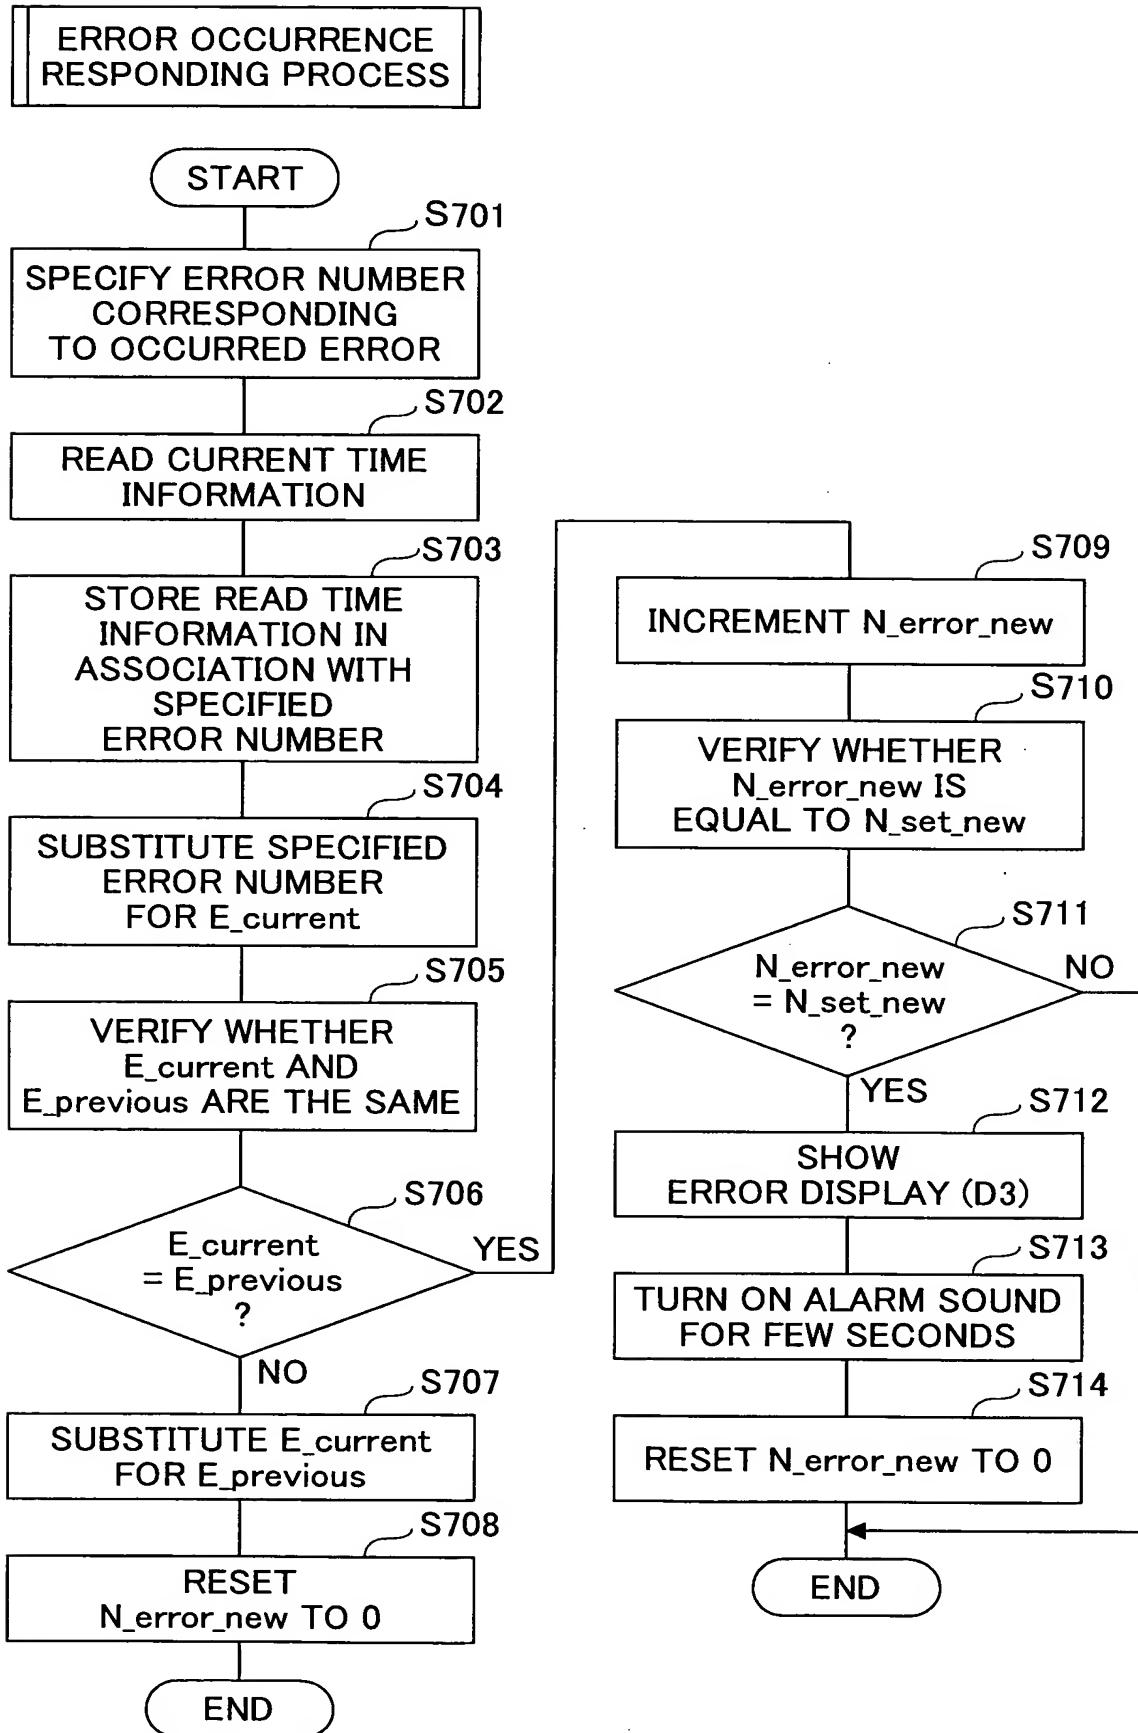 ERROR OCCURRENCE
RESPONDING PROCESS
START
S701
SPECIFY ERROR NUMBER
CORRESPONDING
TO OCCURRED ERROR
S702
READ CURRENT TIME
INFORMATION
S703
STORE READ TIME
INFORMATION IN
ASSOCIATION WITH
SPECIFIED
ERROR NUMBER
S704
SUBSTITUTE SPECIFIED
ERROR NUMBER
FOR E_current
S705
VERIFY WHETHER
E_current AND
E_previous ARE THE SAME
S706
E_current
= E_previous
?
YES
NO
S707
SUBSTITUTE E_current
FOR E_previous
S708
RESET
N_error_new TO 0
END
S709
INCREMENT N_error_new
S710
VERIFY WHETHER
N_error_new IS
EQUAL TO N_set_new
S711
N_error_new
= N_set_new
?
NO
YES
S712
SHOW
ERROR DISPLAY (D3)
S713
TURN ON ALARM SOUND
FOR FEW SECONDS
S714
RESET N_error_new TO 0
END